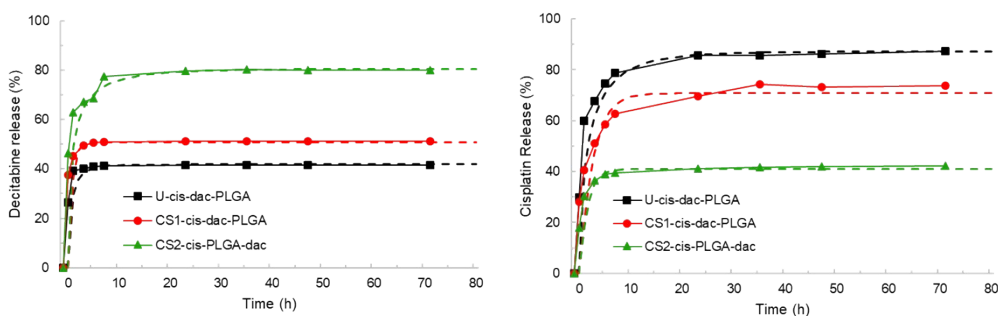 100
80
60
40
20
0
Decitabine release (%)
U-cis-dac-PLGA
CS1-cis-dac-PLGA
CS2-cis-PLGA-dac
0 10 20 30 40 50 60 70 80
Time (h)
100
80
60
40
20
0
Cisplatin Release (%)
U-cis-dac-PLGA
CS1-cis-dac-PLGA
CS2-cis-PLGA-dac
0 10 20 30 40 50 60 70 80
Time (h)